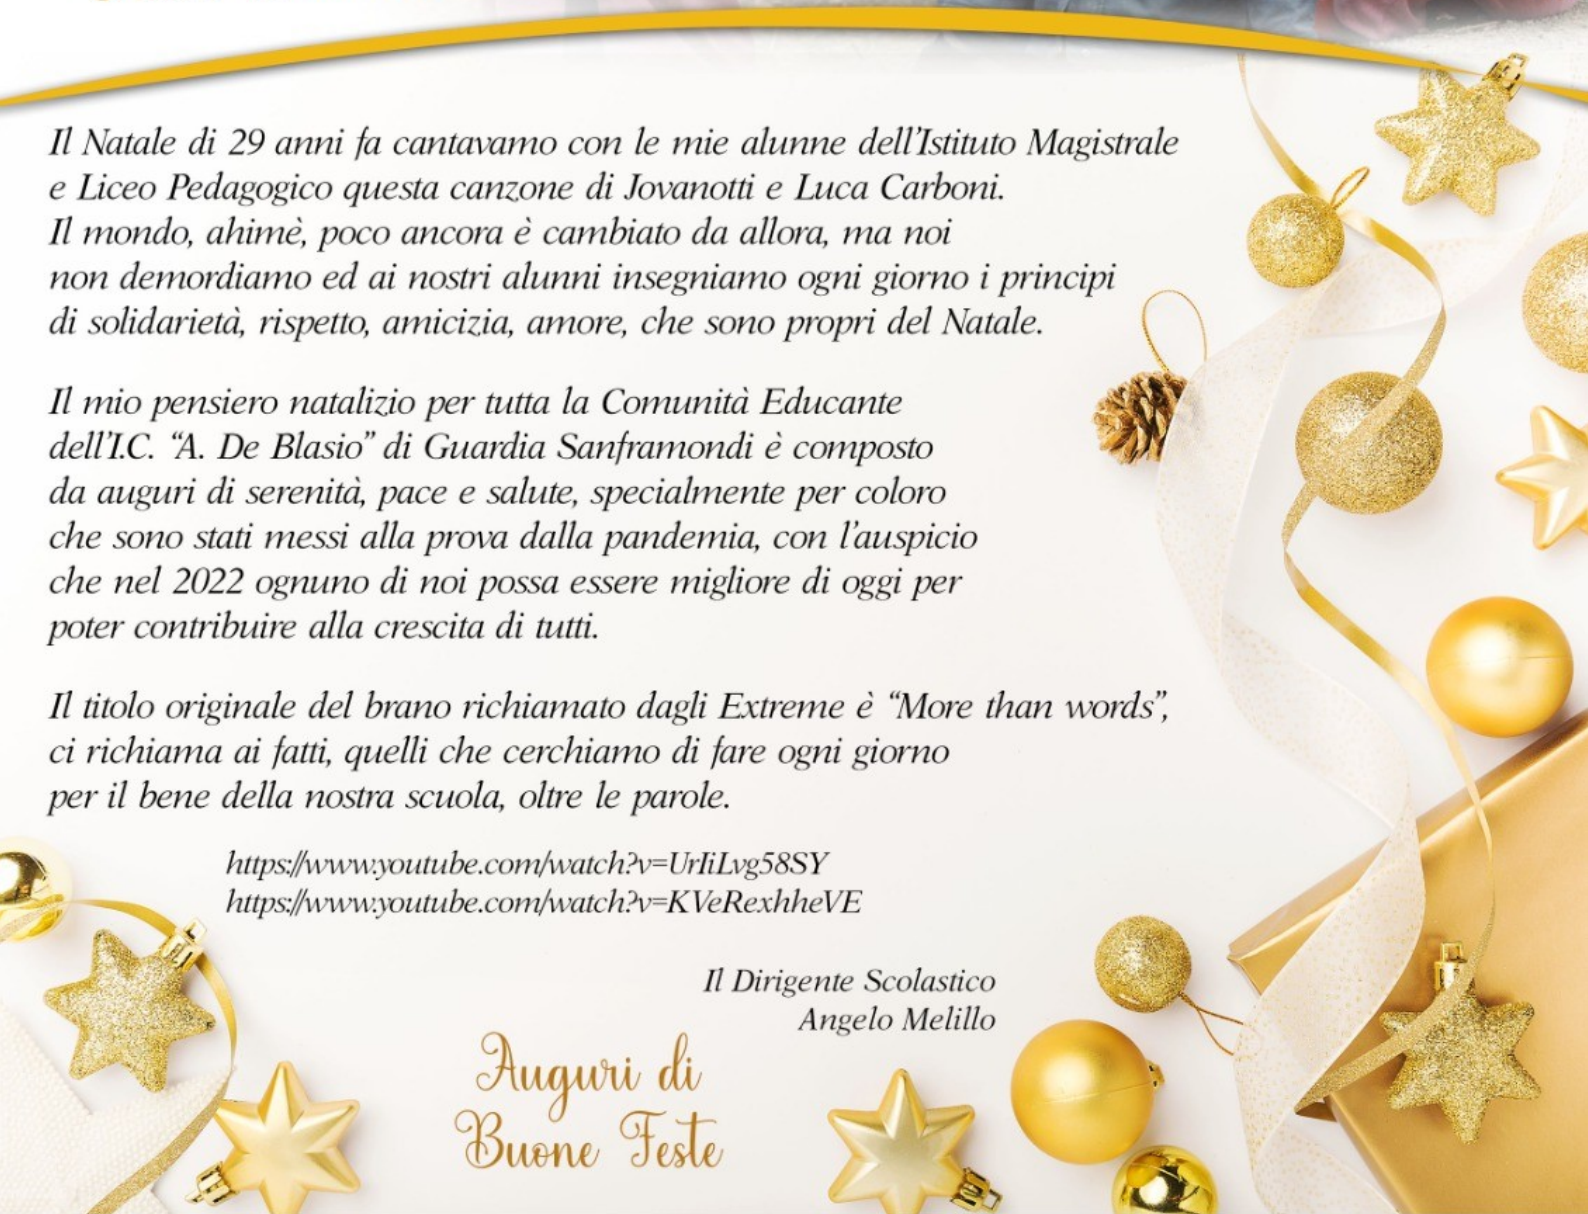 Il Natale di 29 anni fa cantavamo con le mie alunne dell'Istituto Magistrale
e Liceo Pedagogico questa canzone di Jovanotti e Luca Carboni.
Il mondo, ahimè, poco ancora è cambiato da allora, ma noi
non demordiamo ed ai nostri alunni insegniamo ogni giorno i principi
di solidarietà, rispetto, amicizia, amore, che sono propri del Natale.
Il mio pensiero natalizio per tutta la Comunità Educante
dell'I.C. “A. De Blasio” di Guardia Sanframondi è composto
da auguri di serenità, pace e salute, specialmente per coloro
che sono stati messi alla prova dalla pandemia, con l'auspicio
che nel 2022 ognuno di noi possa essere migliore di oggi per
poter contribuire alla crescita di tutti.
Il titolo originale del brano richiamato dagli Extreme è “More than words”,
ci richiama ai fatti, quelli che cerchiamo di fare ogni giorno
per il bene della nostra scuola, oltre le parole.
https://www.youtube.com/watch?v=UrIiLvg58SY
https://www.youtube.com/watch?v=KVeRexhheVE
Il Dirigente Scolastico
Angelo Melillo
Auguri di
Buone Feste